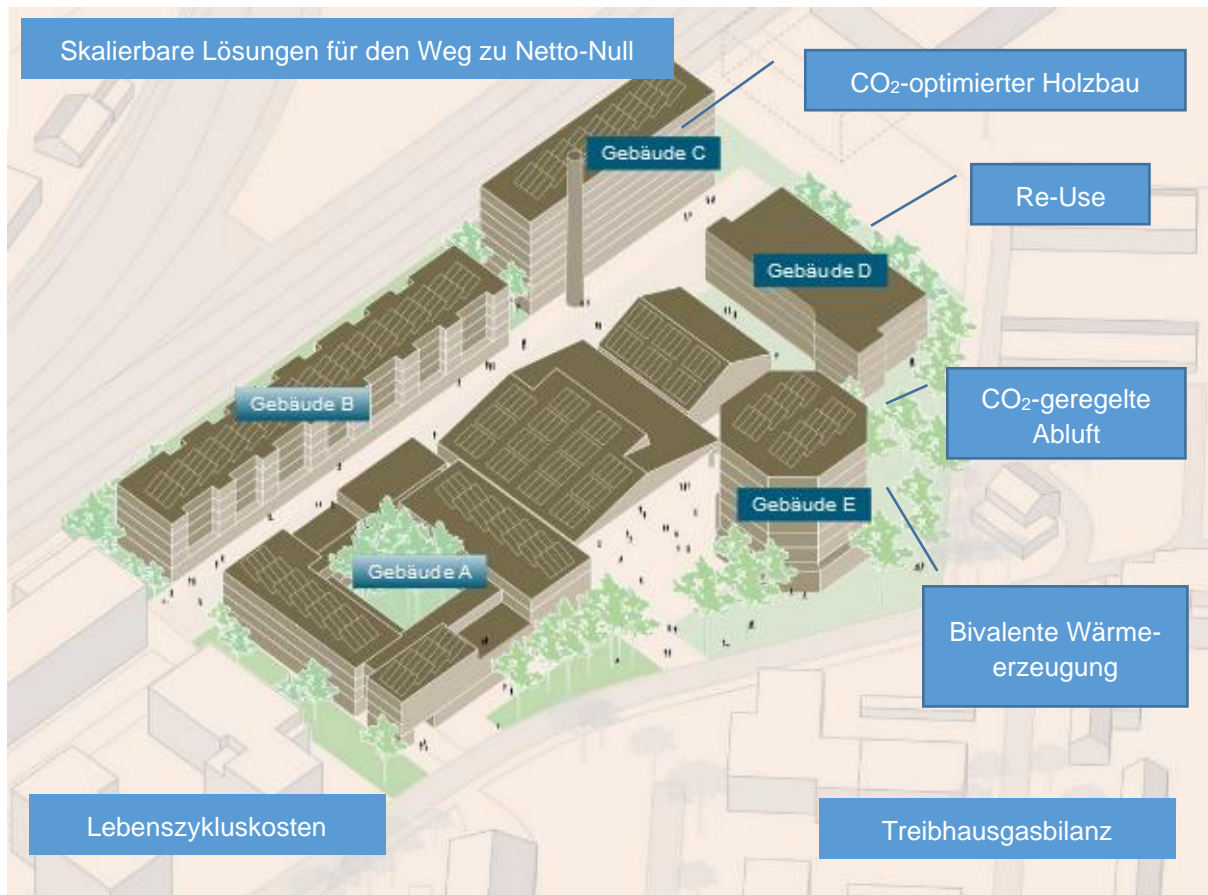 Skalierbare Lösungen für den Weg zu Netto-Null
CO₂-optimierter Holzbau
Gebäude C
Re-Use
Gebäude D
CO₂-geregelte
Abluft
Gebäude B
Gebäude E
Gebäude A
Bivalente Wärme-
erzeugung
Lebenszykluskosten
Treibhausgasbilanz